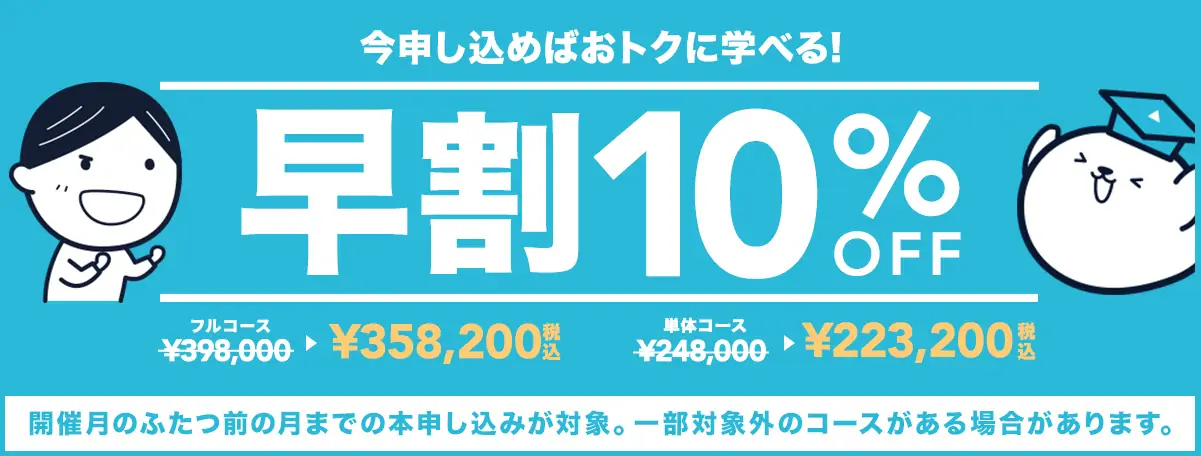 今申し込めばおトクに学べる!
早割10%OFF
フルコース
¥398,000 ▶ ¥358,200税込
単体コース
¥248,000 ▶ ¥223,200税込
開催月のふたつ前の月までの本申し込みが対象。一部対象外のコースがある場合があります。